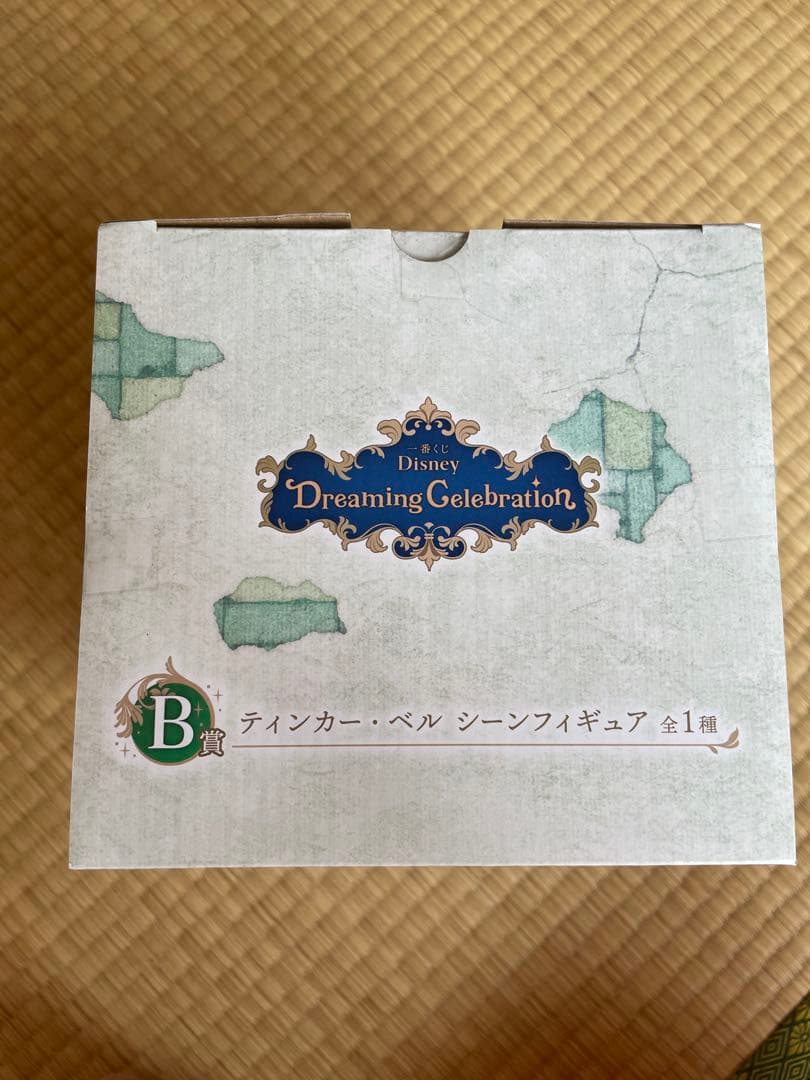 一番くじ
Disney
Dreaming Celebration
B賞 ティンカー・ベル シーンフィギュア 全1種